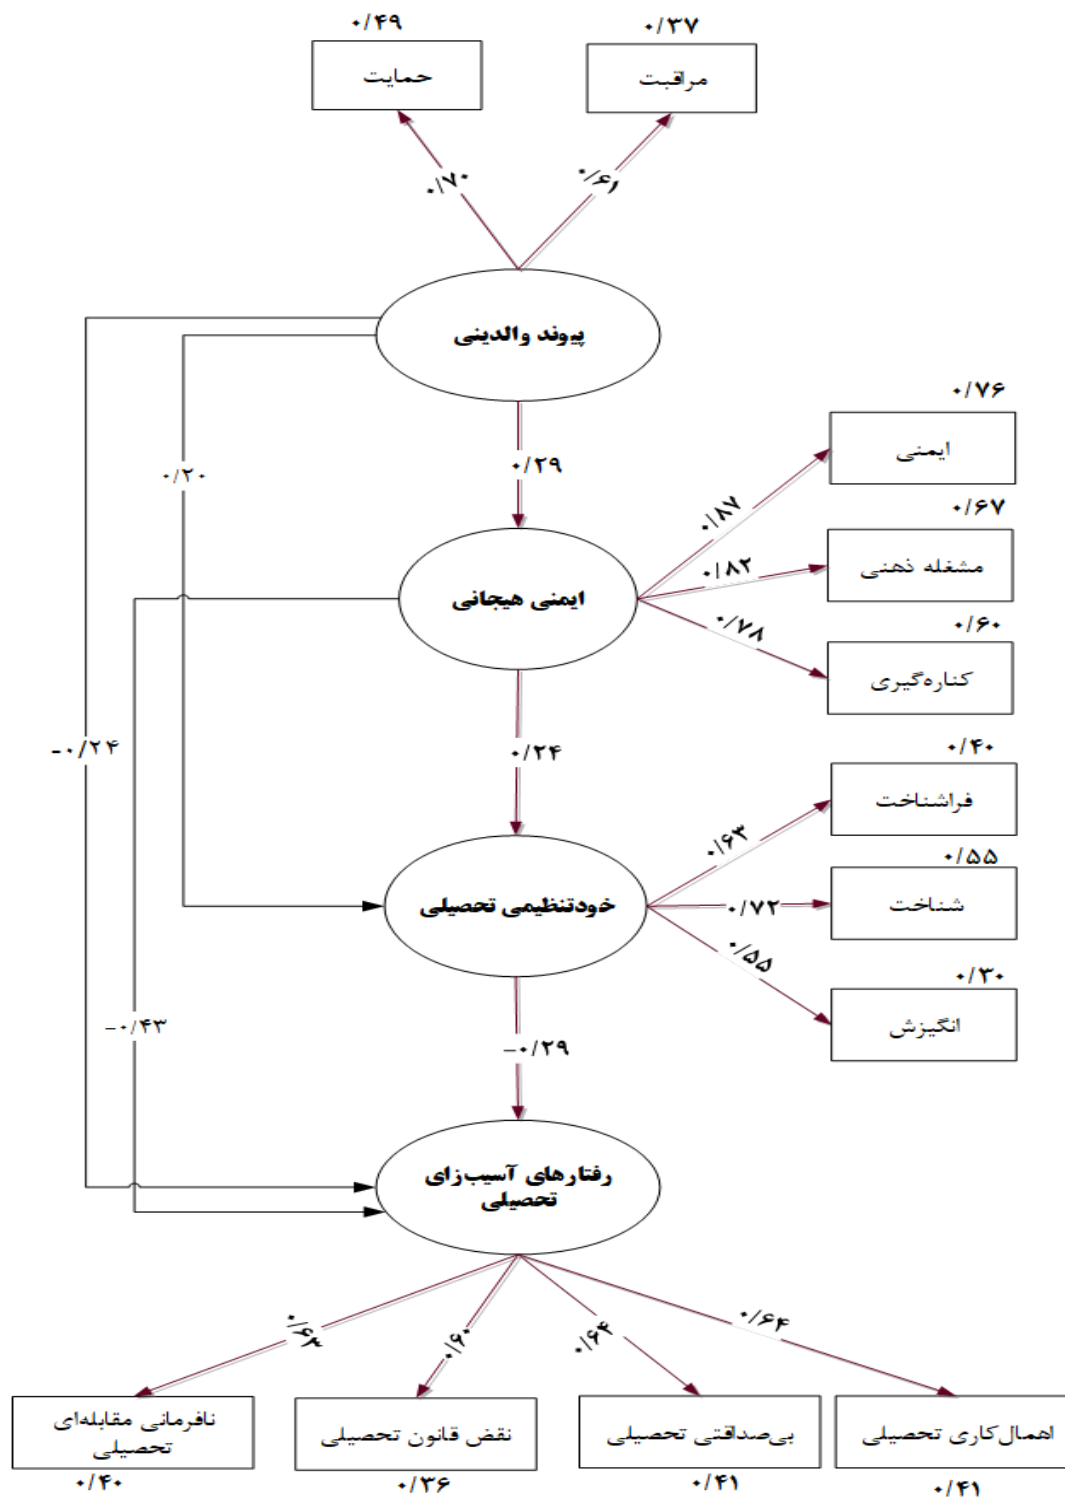 ۰/۳۷
۰/۴۹
مراقبت
حمایت
۰/۶۱
۰/۷۰
پیوند والدینی
۰/۷۶
ایمنی
۰/۲۹
۰/۲۰
۰/۸۷
۰/۶۷
مشغله ذهنی
۰/۸۲
ایمنی هیجانی
۰/۶۰
۰/۷۸
کناره‌گیری
۰/۲۴
-۰/۲۴
۰/۴۰
فراشناخت
۰/۶۳
۰/۵۵
شناخت
۰/۷۲
خودتنظیمی تحصیلی
۰/۵۵
۰/۳۰
انگیزش
-۰/۴۳
-۰/۲۹
رفتارهای آسیب‌زای
تحصیلی
۰/۶۴
۰/۶۴
۰/۶۰
۰/۶۳
اهمال‌کاری تحصیلی
بی‌صداقتی تحصیلی
نقض قانون تحصیلی
نافرمانی مقابله‌ای
تحصیلی
۰/۴۱
۰/۴۱
۰/۳۶
۰/۴۰